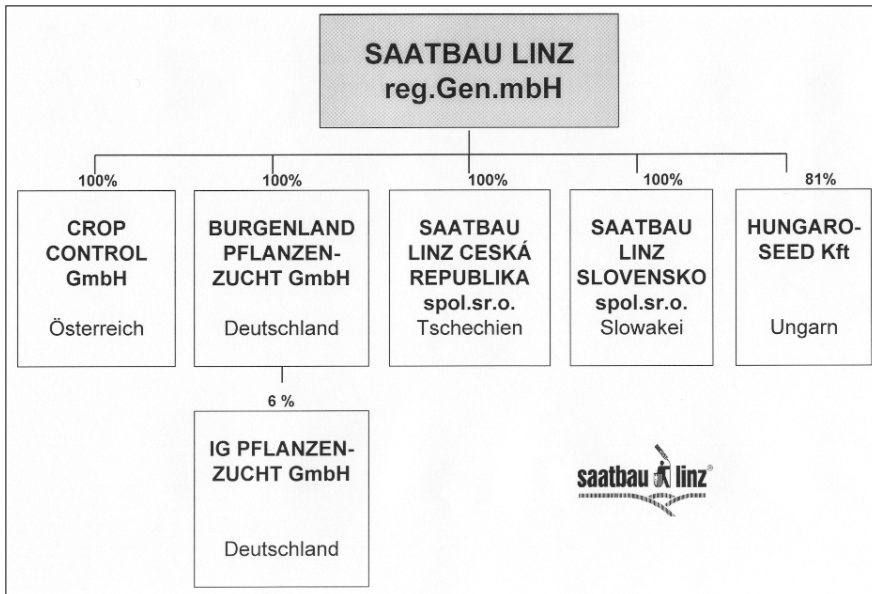 SAATBAU LINZ
reg.Gen.mbH
100%
CROP
CONTROL
GmbH
Österreich
100%
BURGENLAND
PFLANZEN-
ZUCHT GmbH
Deutschland
100%
SAATBAU
LINZ CESKÁ
REPUBLIKA
spol.sr.o.
Tschechien
100%
SAATBAU
LINZ
SLOVENSKO
spol.sr.o.
Slowakei
81%
HUNGARO-
SEED Kft
Ungarn
6 %
IG PFLANZEN-
ZUCHT GmbH
Deutschland
saatbau linz®